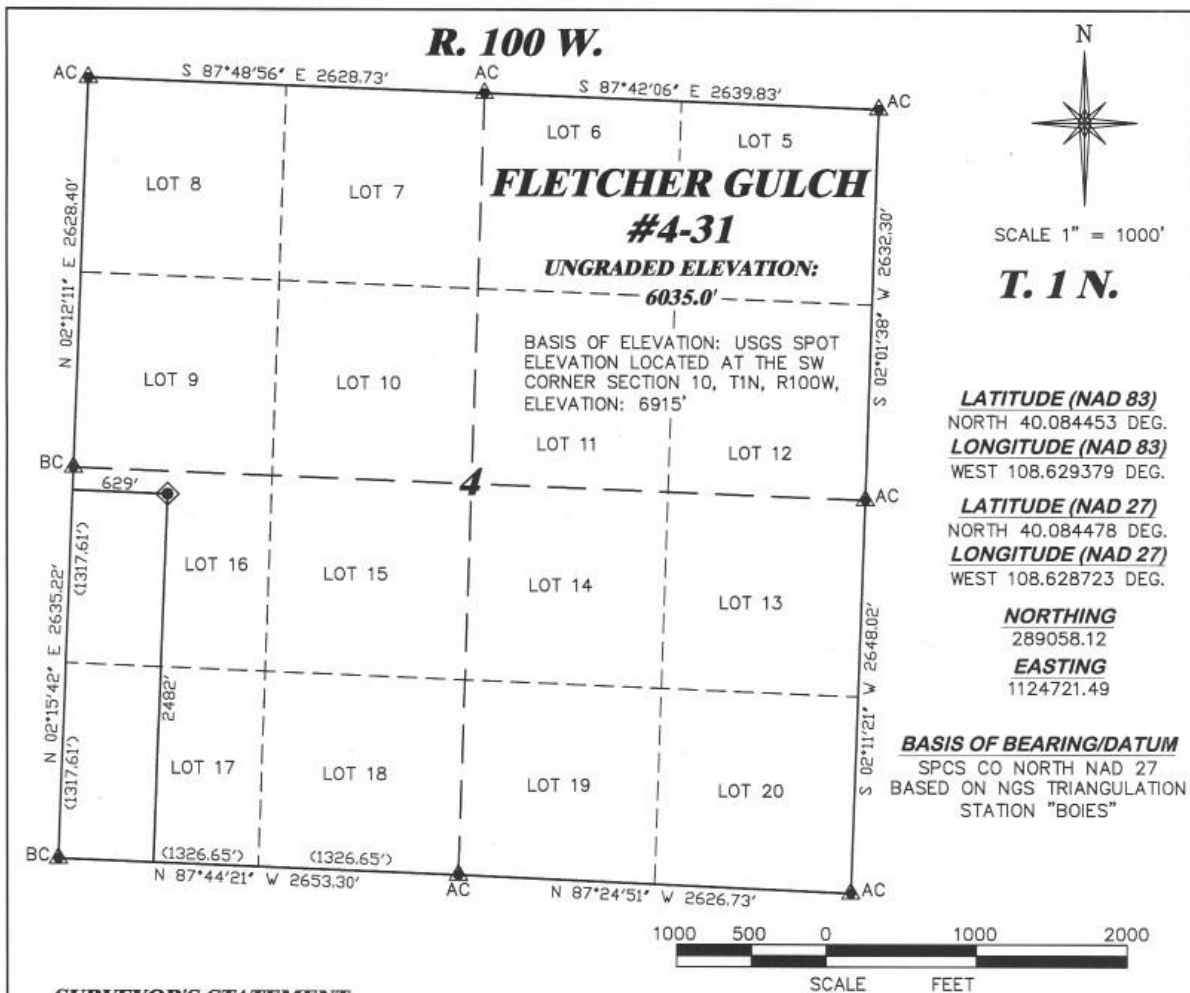 R. 100 W.
N
AC
S 87°48'56" E 2628.73'
AC
S 87°42'06" E 2639.83'
AC
LOT 8
LOT 7
LOT 6
LOT 5
FLETCHER GULCH
#4-31
UNGRADED ELEVATION:
6035.0'
N 02°12'11" E 2628.40'
S 02°01'38" W 2632.30'
SCALE 1" = 1000'
T. 1 N.
BASIS OF ELEVATION: USGS SPOT
ELEVATION LOCATED AT THE SW
CORNER SECTION 10, T1N, R100W,
ELEVATION: 6915'
LOT 9
LOT 10
LOT 11
LOT 12
BC
4
AC
629'
LOT 16
LOT 15
LOT 14
LOT 13
(1317.61')
N 02°15'42" E 2635.22'
(1317.61')
2482'
S 02°11'21" W 2648.02'
LOT 17
LOT 18
LOT 19
LOT 20
BC
(1326.65')
(1326.65')
N 87°44'21" W 2653.30'
AC
N 87°24'51" W 2626.73'
AC
LATITUDE (NAD 83)
NORTH 40.084453 DEG.
LONGITUDE (NAD 83)
WEST 108.629379 DEG.
LATITUDE (NAD 27)
NORTH 40.084478 DEG.
LONGITUDE (NAD 27)
WEST 108.628723 DEG.
NORTHING
289058.12
EASTING
1124721.49
BASIS OF BEARING/DATUM
SPCS CO NORTH NAD 27
BASED ON NGS TRIANGULATION
STATION "BOIES"
1000 500 0 1000 2000
SCALE FEET
SURVEYOR'S STATEMENT